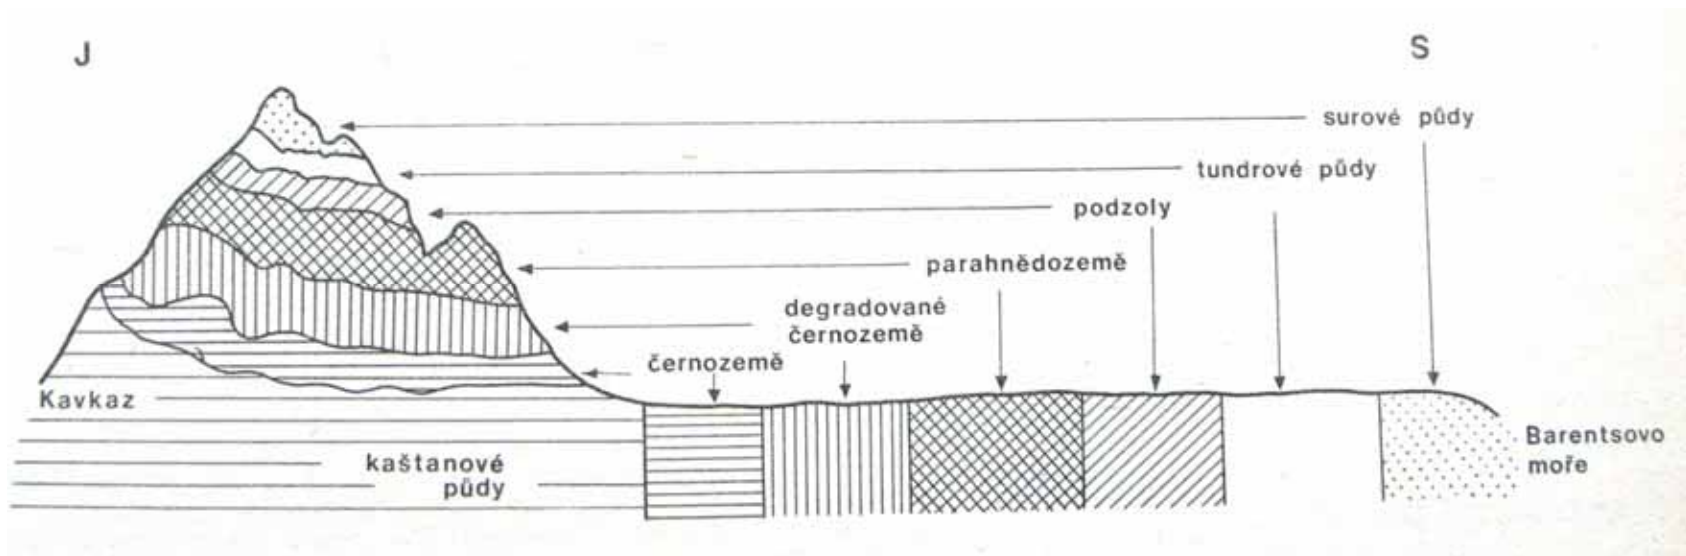 J
S
surové půdy
tundrové půdy
podzoly
parahnědozemě
degradované
černozemě
černozemě
Kavkaz
kaštanové
půdy
Barentsovo
moře